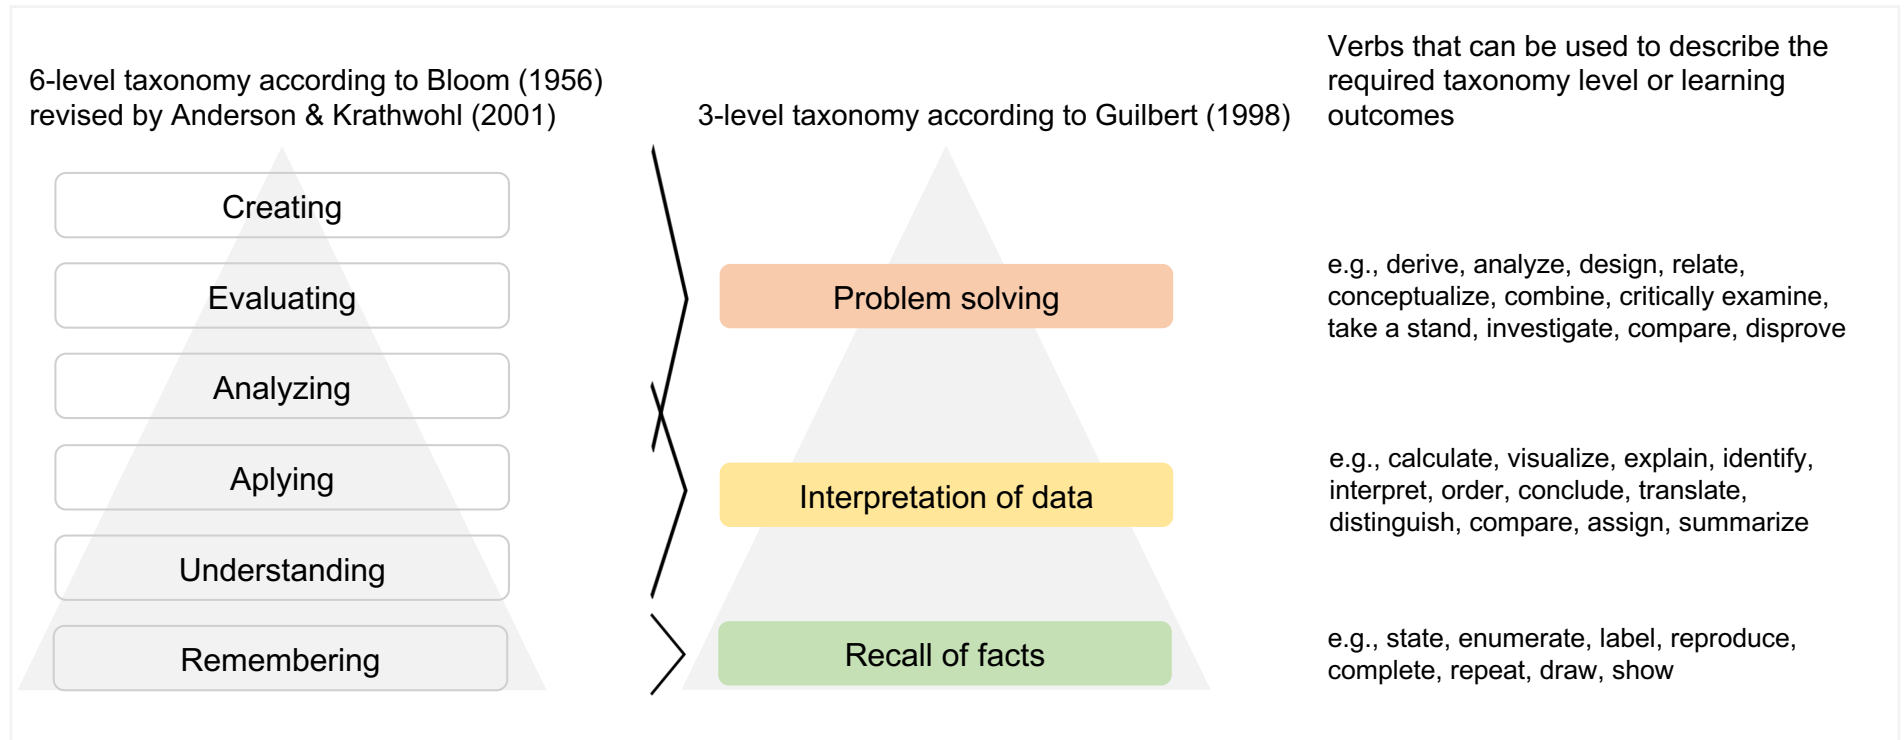 6-level taxonomy according to Bloom (1956)
revised by Anderson & Krathwohl (2001)
3-level taxonomy according to Guilbert (1998)
Verbs that can be used to describe the
required taxonomy level or learning
outcomes
Creating
Evaluating
Analyzing
Aplying
Understanding
Remembering
Problem solving
Interpretation of data
Recall of facts
e.g., derive, analyze, design, relate,
conceptualize, combine, critically examine,
take a stand, investigate, compare, disprove
e.g., calculate, visualize, explain, identify,
interpret, order, conclude, translate,
distinguish, compare, assign, summarize
e.g., state, enumerate, label, reproduce,
complete, repeat, draw, show